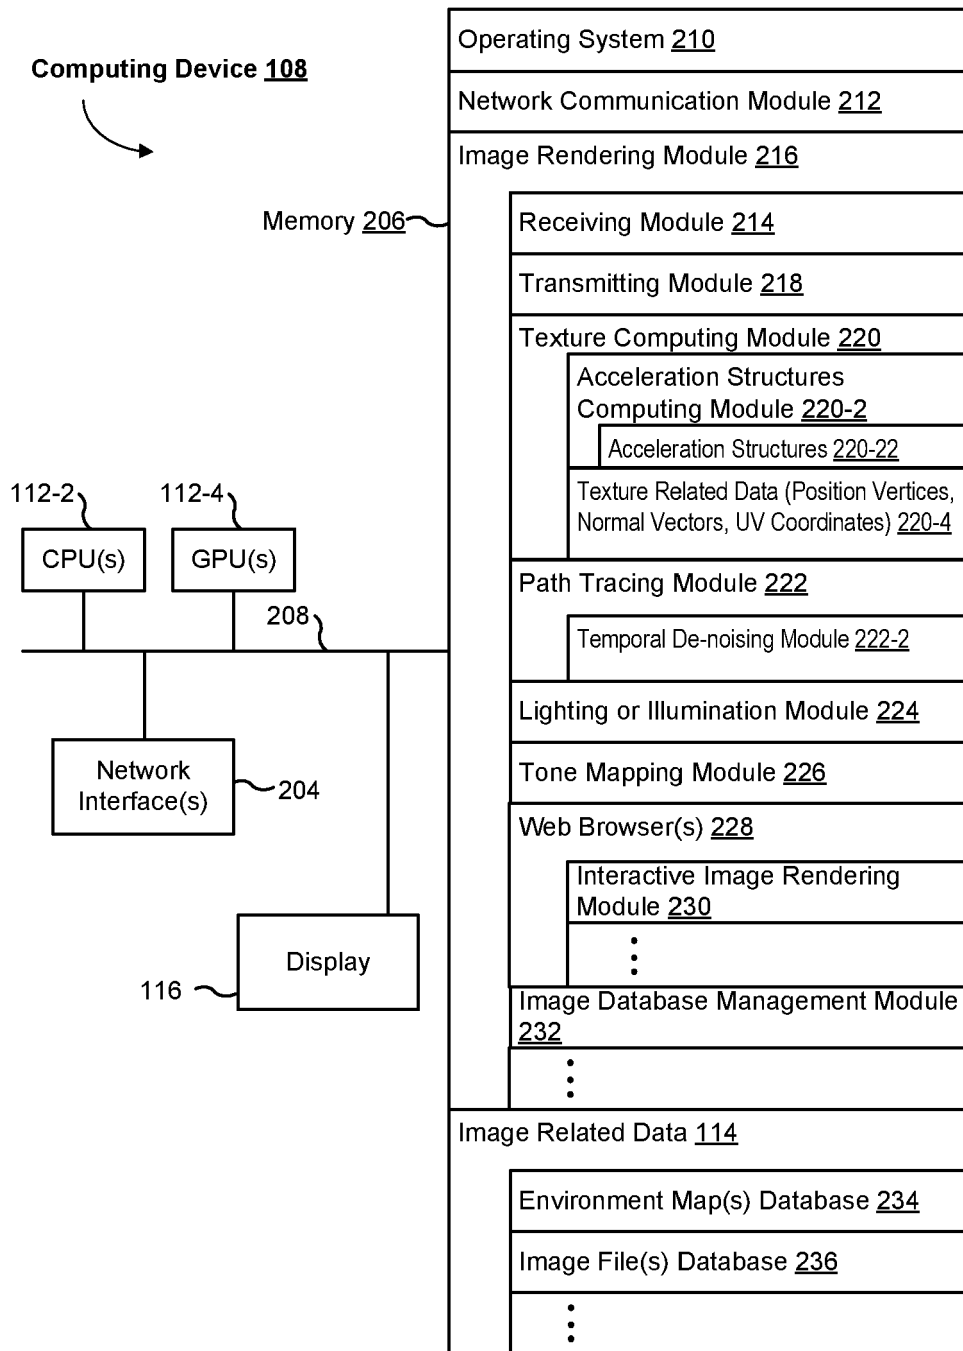 Computing Device 108
Operating System 210
Network Communication Module 212
Image Rendering Module 216
Memory 206
Receiving Module 214
Transmitting Module 218
Texture Computing Module 220
Acceleration Structures
Computing Module 220-2
Acceleration Structures 220-22
Texture Related Data (Position Vertices,
Normal Vectors, UV Coordinates) 220-4
112-2
112-4
CPU(s)
GPU(s)
208
Path Tracing Module 222
Temporal De-noising Module 222-2
Lighting or Illumination Module 224
Network
Interface(s)
204
Tone Mapping Module 226
Web Browser(s) 228
Interactive Image Rendering
Module 230
Display
116
Image Database Management Module
232
Image Related Data 114
Environment Map(s) Database 234
Image File(s) Database 236